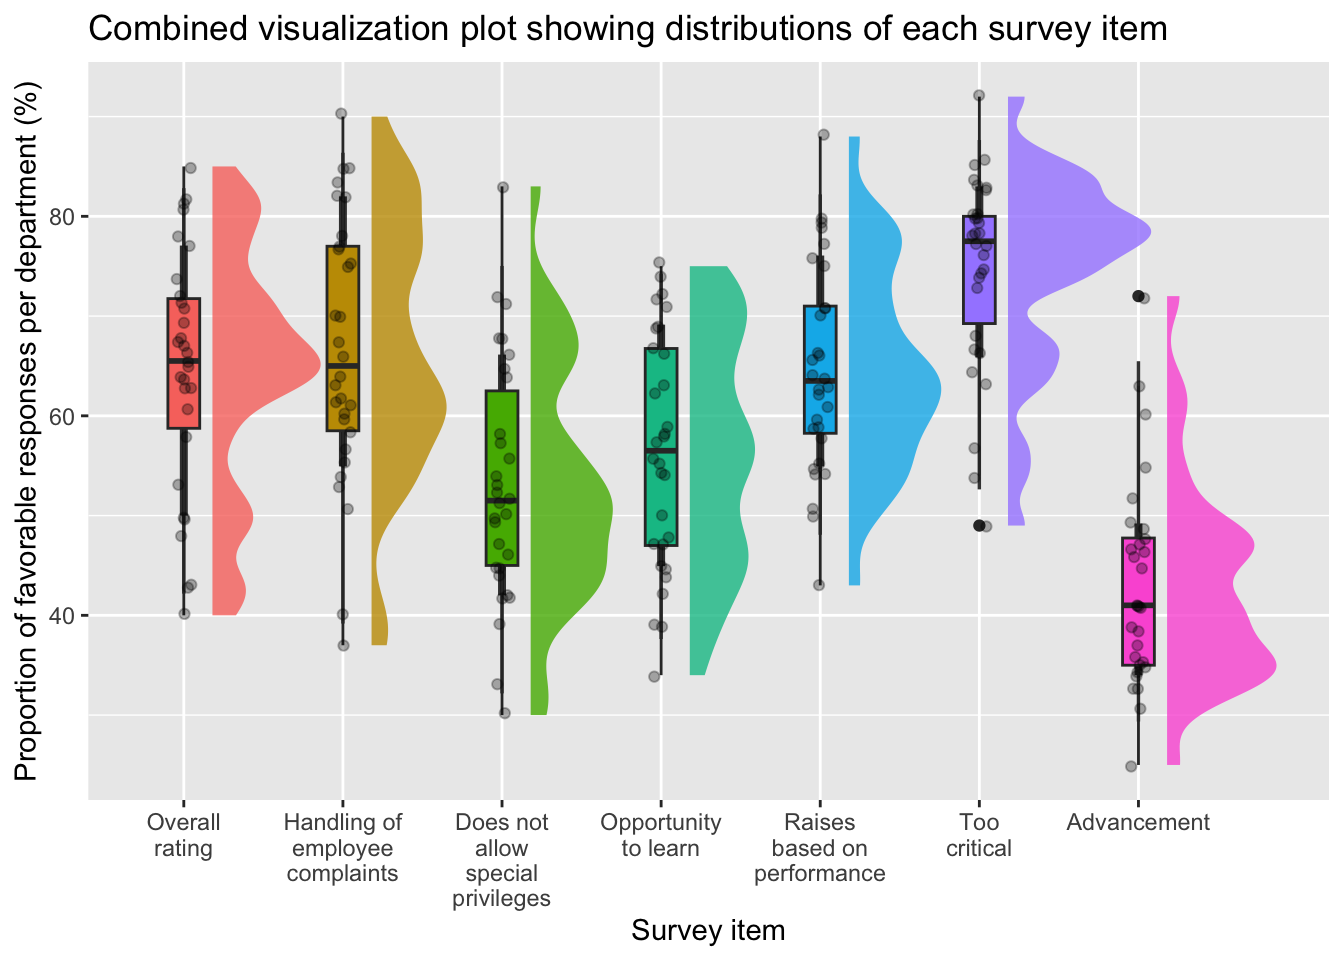 Combined visualization plot showing distributions of each survey item
Proportion of favorable responses per department (%)
80
60
40
Overall
rating
Handling of
employee
complaints
Does not
allow
special
privileges
Opportunity
to learn
Raises
based on
performance
Too
critical
Advancement
Survey item